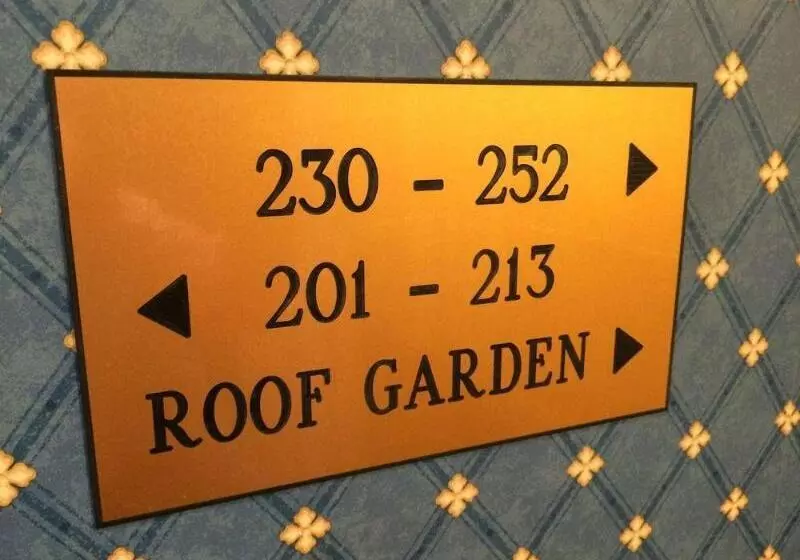 230 - 252 ▶
◀ 201 - 213
ROOF GARDEN ▶